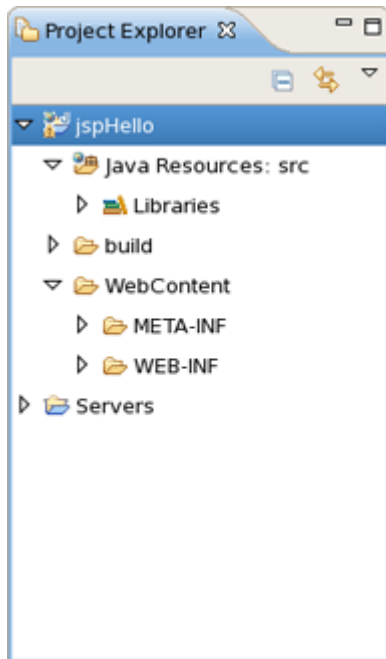 Project Explorer
jspHello
Java Resources: src
Libraries
build
WebContent
META-INF
WEB-INF
Servers